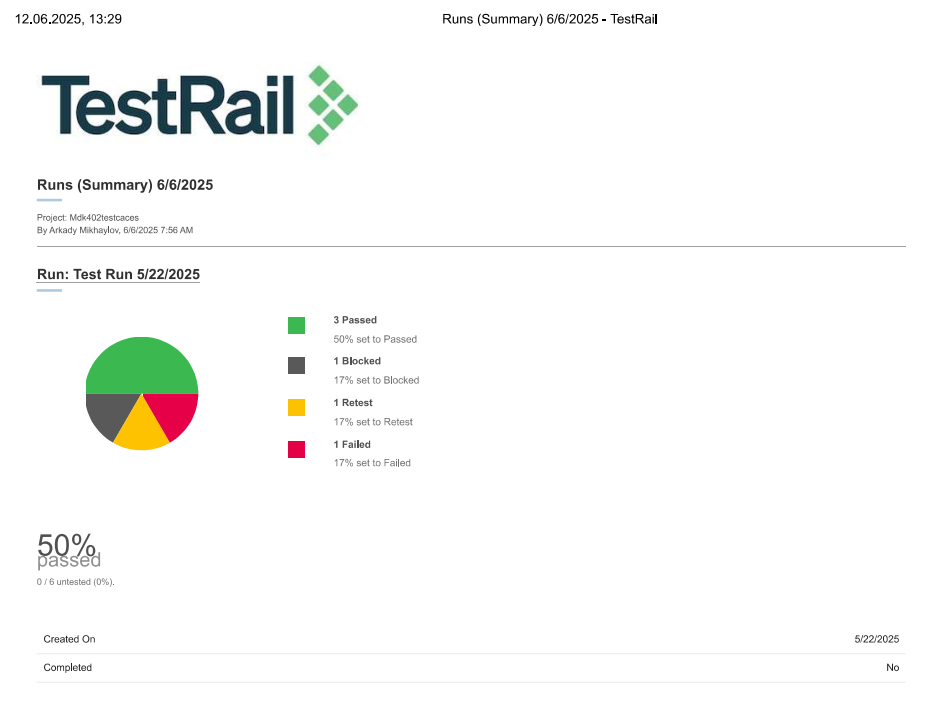 12.06.2025, 13:29
Runs (Summary) 6/6/2025 - TestRail
TestRail
Runs (Summary) 6/6/2025
Project: Mdk402testcaces
By Arkady Mikhaylov, 6/6/2025 7:56 AM
Run: Test Run 5/22/2025
3 Passed
50% set to Passed
1 Blocked
17% set to Blocked
1 Retest
17% set to Retest
1 Failed
17% set to Failed
50%
passed
0 / 6 untested (0%).
Created On 5/22/2025
Completed No